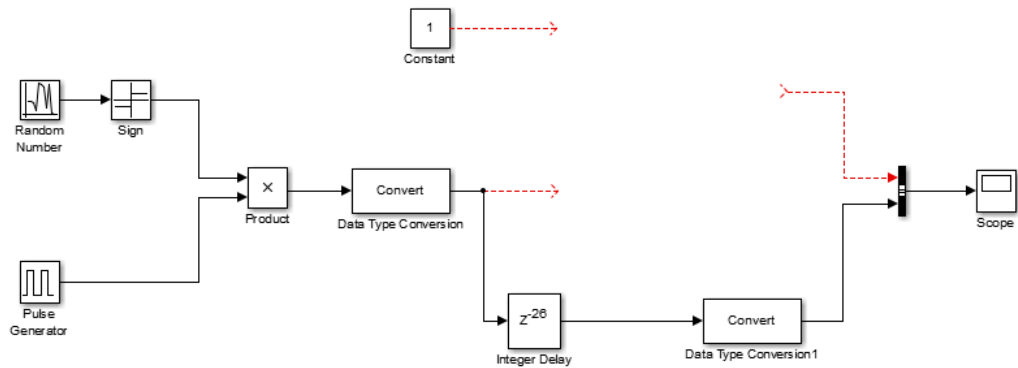 1
Constant
Random
Number
Sign
×
Product
Convert
Data Type Conversion
Scope
Pulse
Generator
Z-26
Integer Delay
Convert
Data Type Conversion1